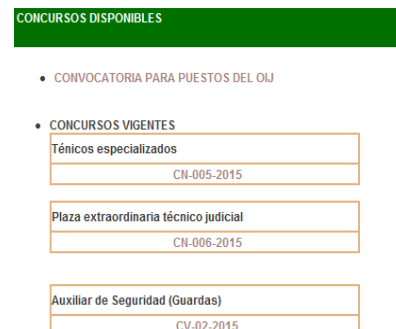 CONCURSOS DISPONIBLES
CONVOCATORIA PARA PUESTOS DEL OIJ
CONCURSOS VIGENTES
Ténicos especializados
CN-005-2015
Plaza extraordinaria técnico judicial
CN-006-2015
Auxiliar de Seguridad (Guardas)
CV-02-2015